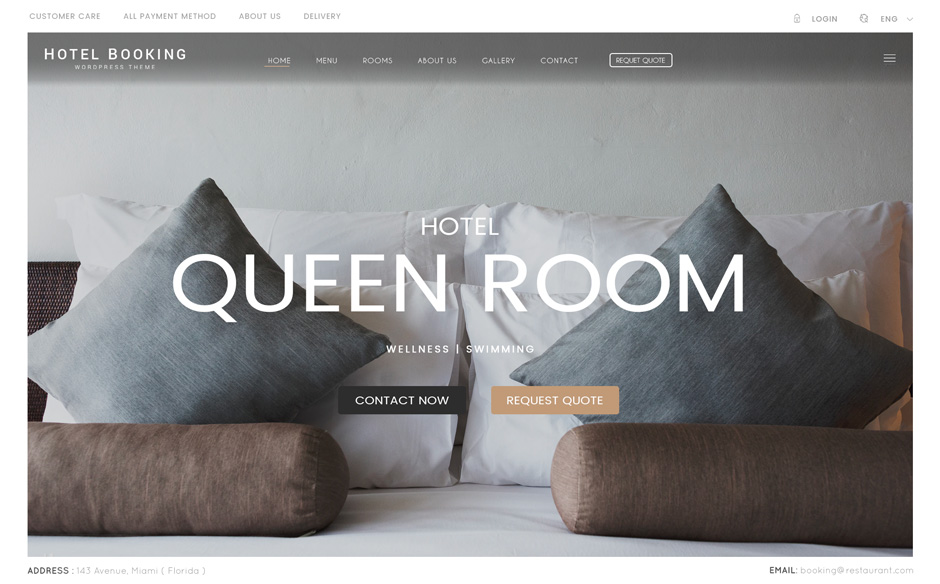 CUSTOMER CARE ALL PAYMENT METHOD ABOUT US DELIVERY LOGIN ENG
HOTEL BOOKING
WORDPRESS THEME
HOME MENU ROOMS ABOUT US GALLERY CONTACT REQUET QUOTE
HOTEL
QUEEN ROOM
WELLNESS | SWIMMING
CONTACT NOW REQUEST QUOTE
ADDRESS : 143 Avenue, Miami ( Florida ) EMAIL: booking@restaurant.com